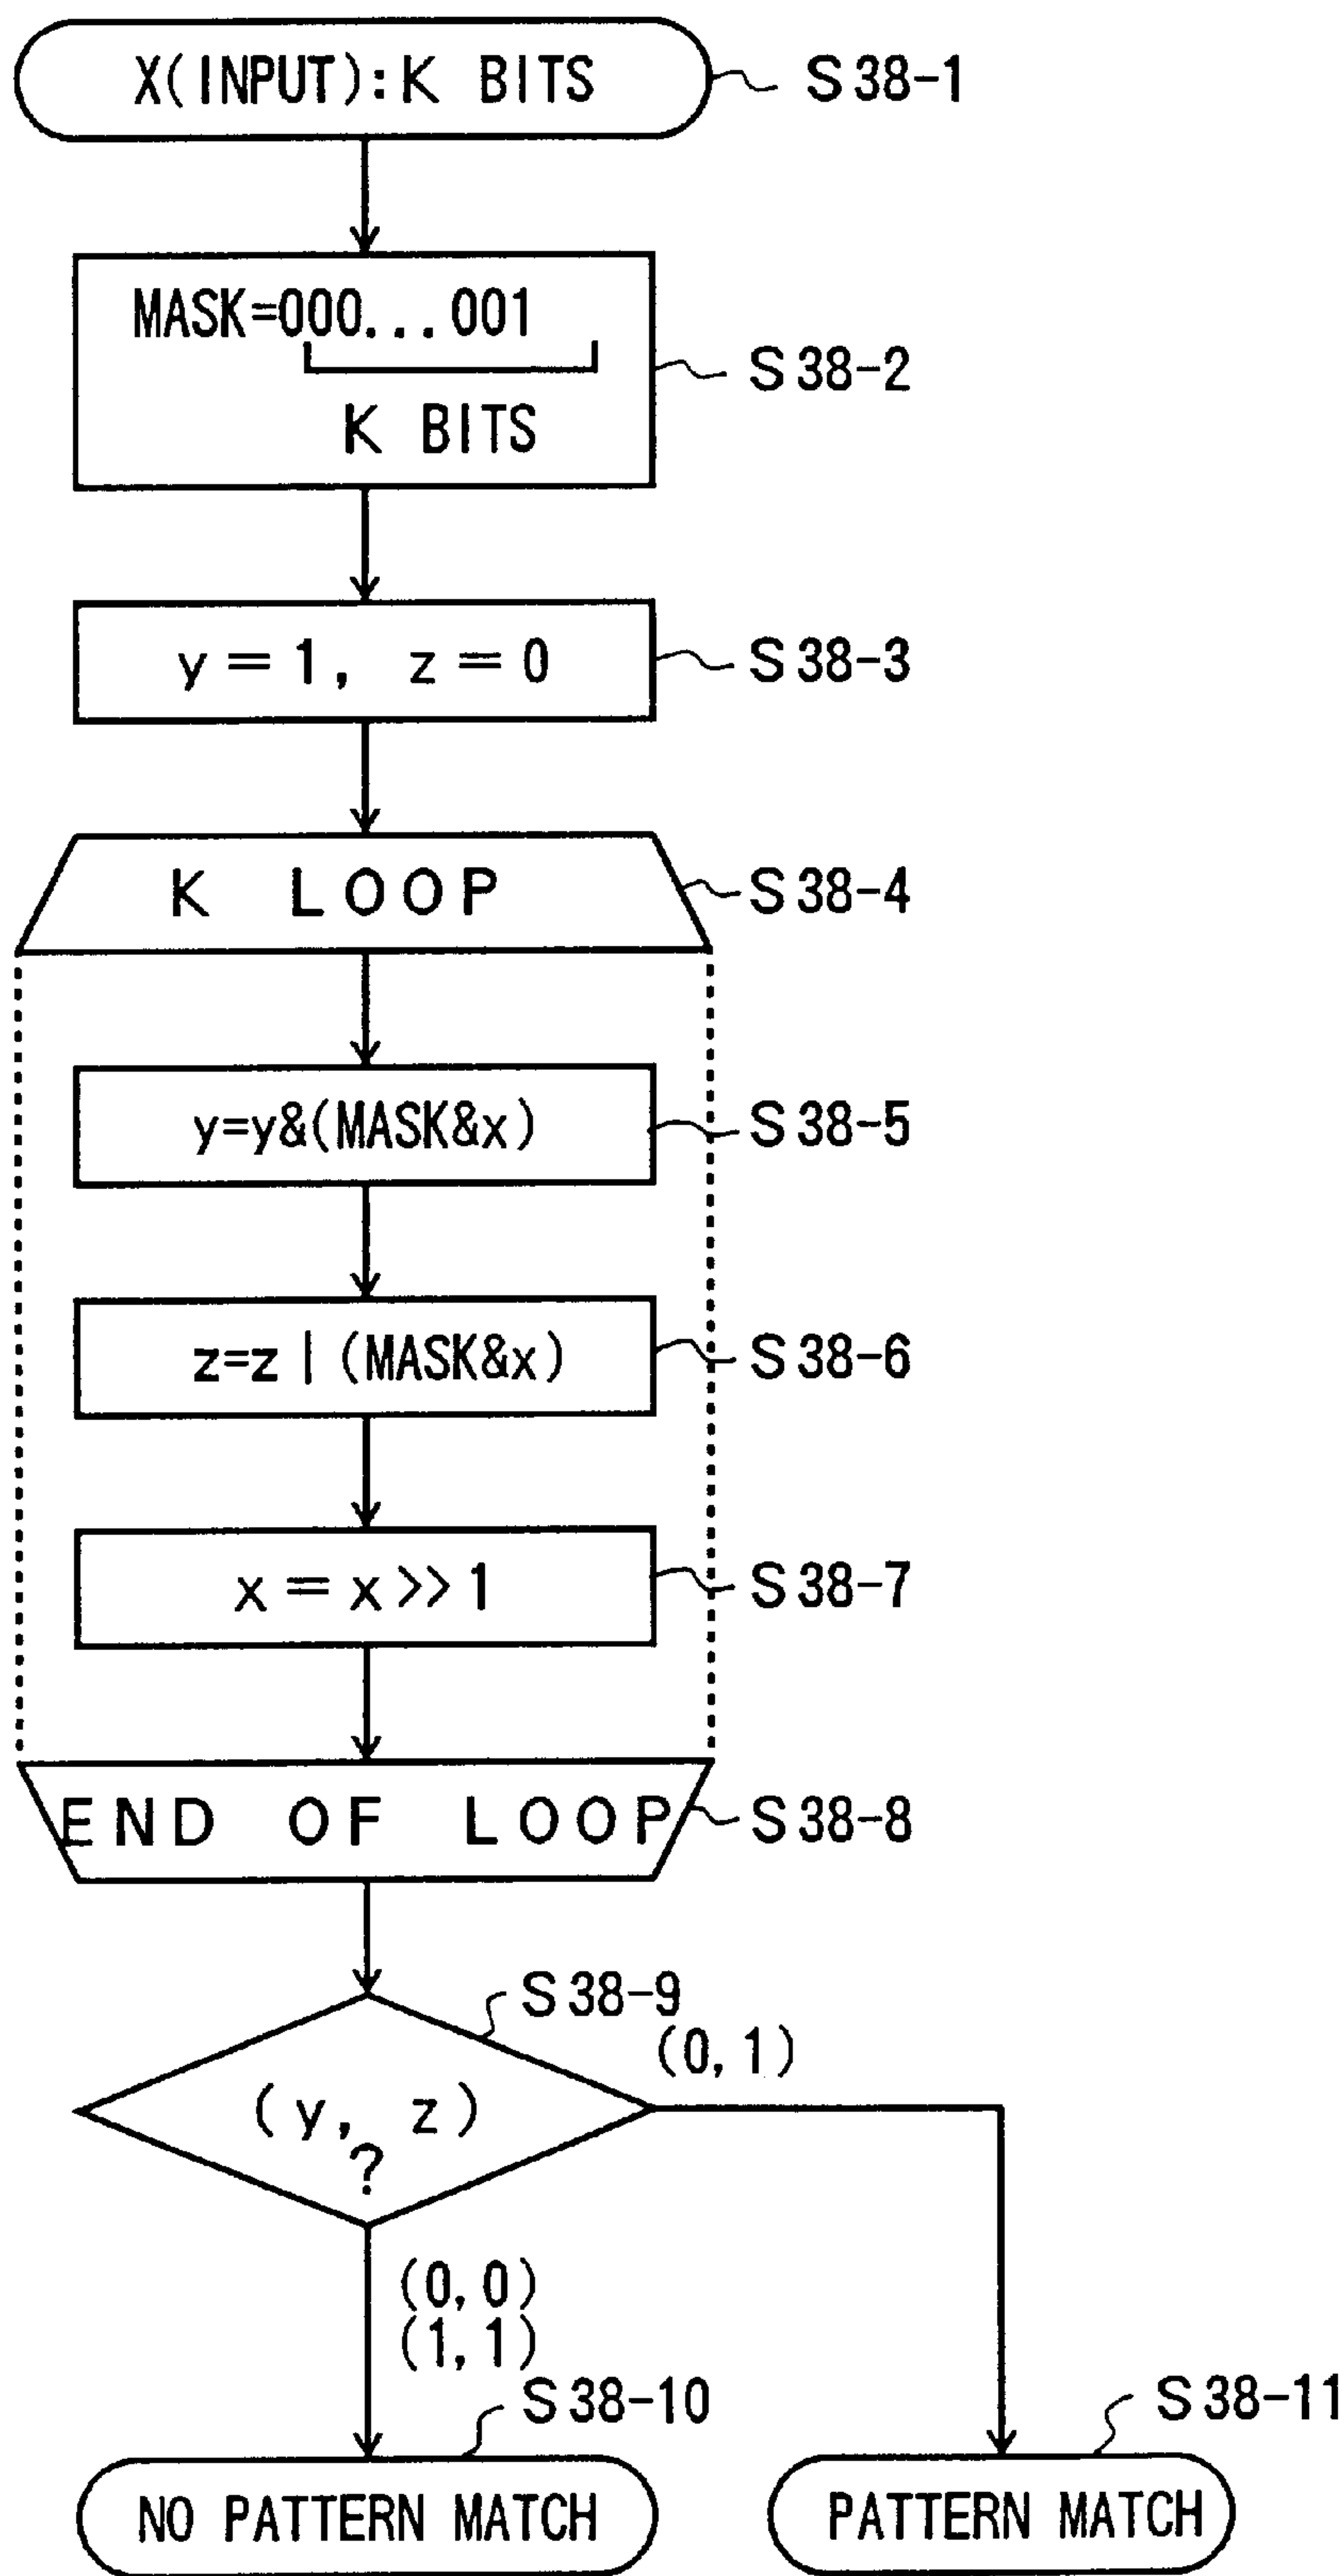 X(INPUT):K BITS
S38-1
MASK=000...001
K BITS
S38-2
y=1, z=0
S38-3
K LOOP
S38-4
y=y&(MASK&x)
S38-5
z=z|(MASK&x)
S38-6
x=x>>1
S38-7
END OF LOOP
S38-8
S38-9
(0,1)
(y, z)
?
(0,0)
(1,1)
S38-10
S38-11
NO PATTERN MATCH
PATTERN MATCH